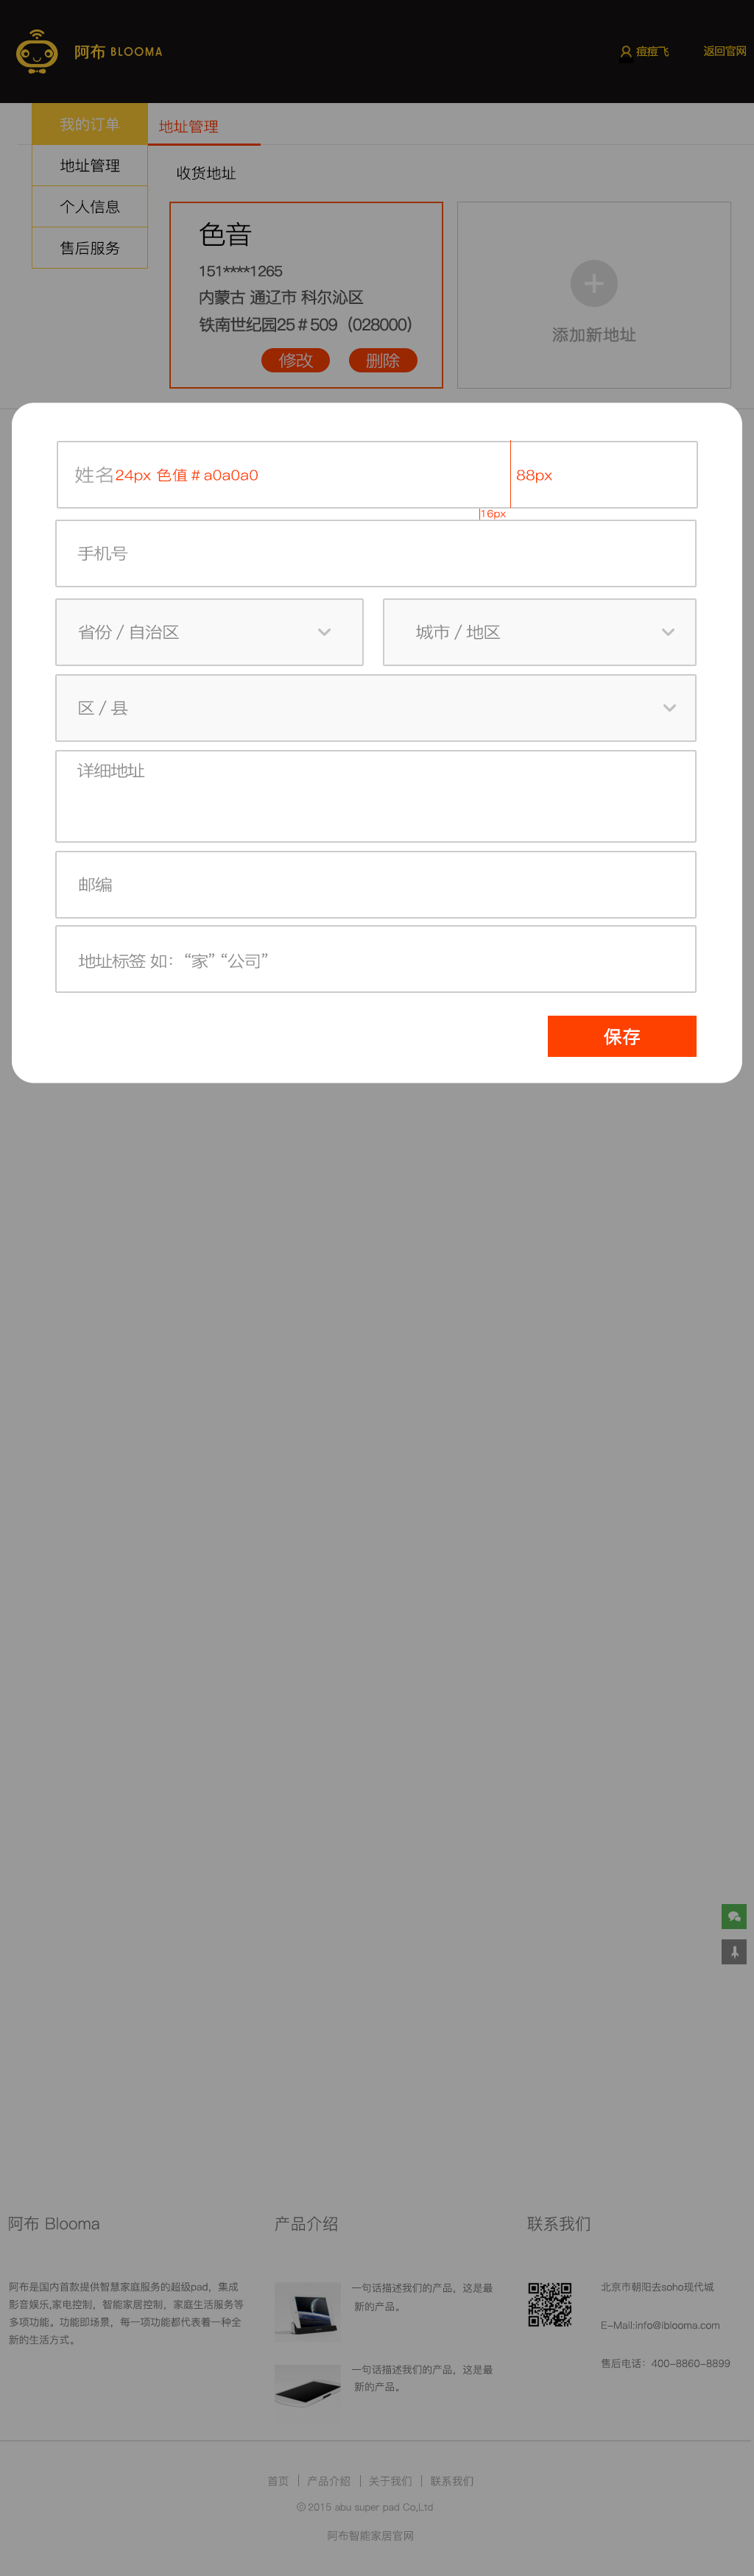 阿布 BLOOMA
痘痘飞
返回官网
我的订单
地址管理
地址管理
个人信息
售后服务
收货地址
色音
151****1265
内蒙古 通辽市 科尔沁区
铁南世纪园25＃509（028000）
修改
删除
添加新地址
姓名24px 色值＃a0a0a0
88px
16px
手机号
省份 / 自治区
城市 / 地区
区 / 县
详细地址
邮编
地址标签 如：“家” “公司”
保存
阿布 Blooma
阿布是国内首款提供智慧家庭服务的超级pad，集成
影音娱乐,家电控制，智能家居控制，家庭生活服务等
多项功能。功能即场景，每一项功能都代表着一种全
新的生活方式。
产品介绍
一句话描述我们的产品，这是最
新的产品。
一句话描述我们的产品，这是最
新的产品。
联系我们
北京市朝阳去soho现代城
E-Mail:info@iblooma.com
售后电话：400-8860-8899
首页 | 产品介绍 | 关于我们 | 联系我们
© 2015 abu super pad Co,Ltd
阿布智能家居官网